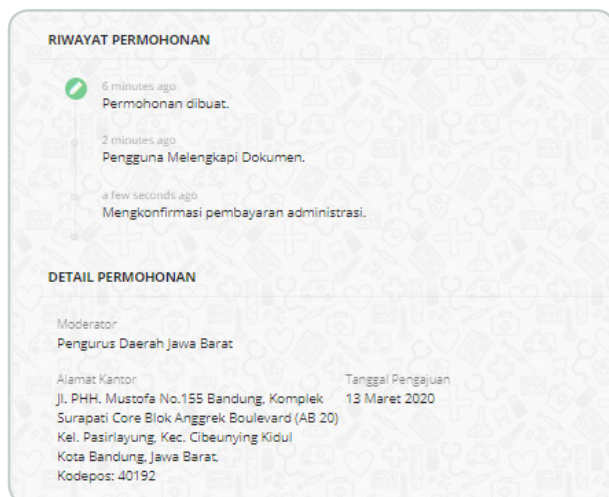 RIWAYAT PERMOHONAN
6 minutes ago
Permohonan dibuat.
2 minutes ago
Pengguna Melengkapi Dokumen.
a few seconds ago
Mengkonfirmasi pembayaran administrasi.
DETAIL PERMOHONAN
Moderator
Pengurus Daerah Jawa Barat
Alamat Kantor
Jl. PHH. Mustofa No.155 Bandung, Komplek
Surapati Core Blok Anggrek Boulevard (AB 20)
Kel. Pasirlayung, Kec. Cibeunying Kidul
Kota Bandung, Jawa Barat,
Kodepos: 40192
Tanggal Pengajuan
13 Maret 2020